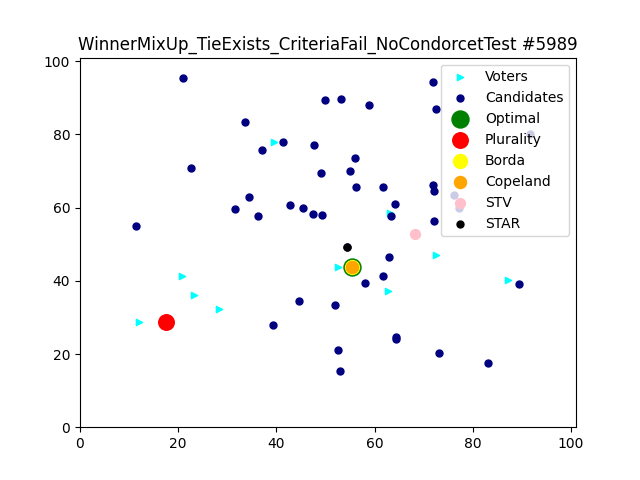 WinnerMixUp_TieExists_CriteriaFail_NoCondorcetTest #5989
100
80
60
40
20
0
0
20
40
60
80
100
Voters
Candidates
Optimal
Plurality
Borda
Copeland
STV
STAR